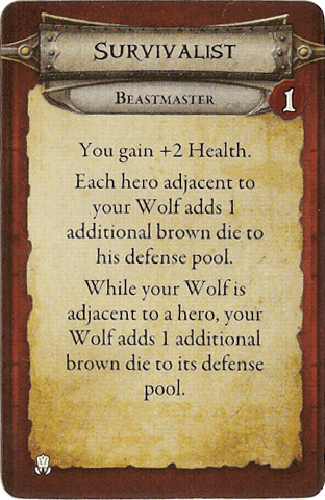 Survivalist
Beastmaster
1
You gain +2 Health.
Each hero adjacent to
your Wolf adds 1
additional brown die to
his defense pool.
While your Wolf is
adjacent to a hero, your
Wolf adds 1 additional
brown die to its defense
pool.